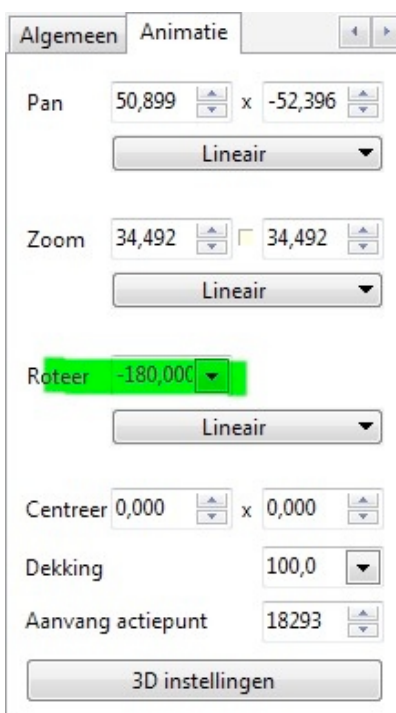 Algemeen Animatie
Pan 50,899 x -52,396
Lineair
Zoom 34,492 34,492
Lineair
Roteer -180,000
Lineair
Centreer 0,000 x 0,000
Dekking 100,0
Aanvang actiepunt 18293
3D instellingen